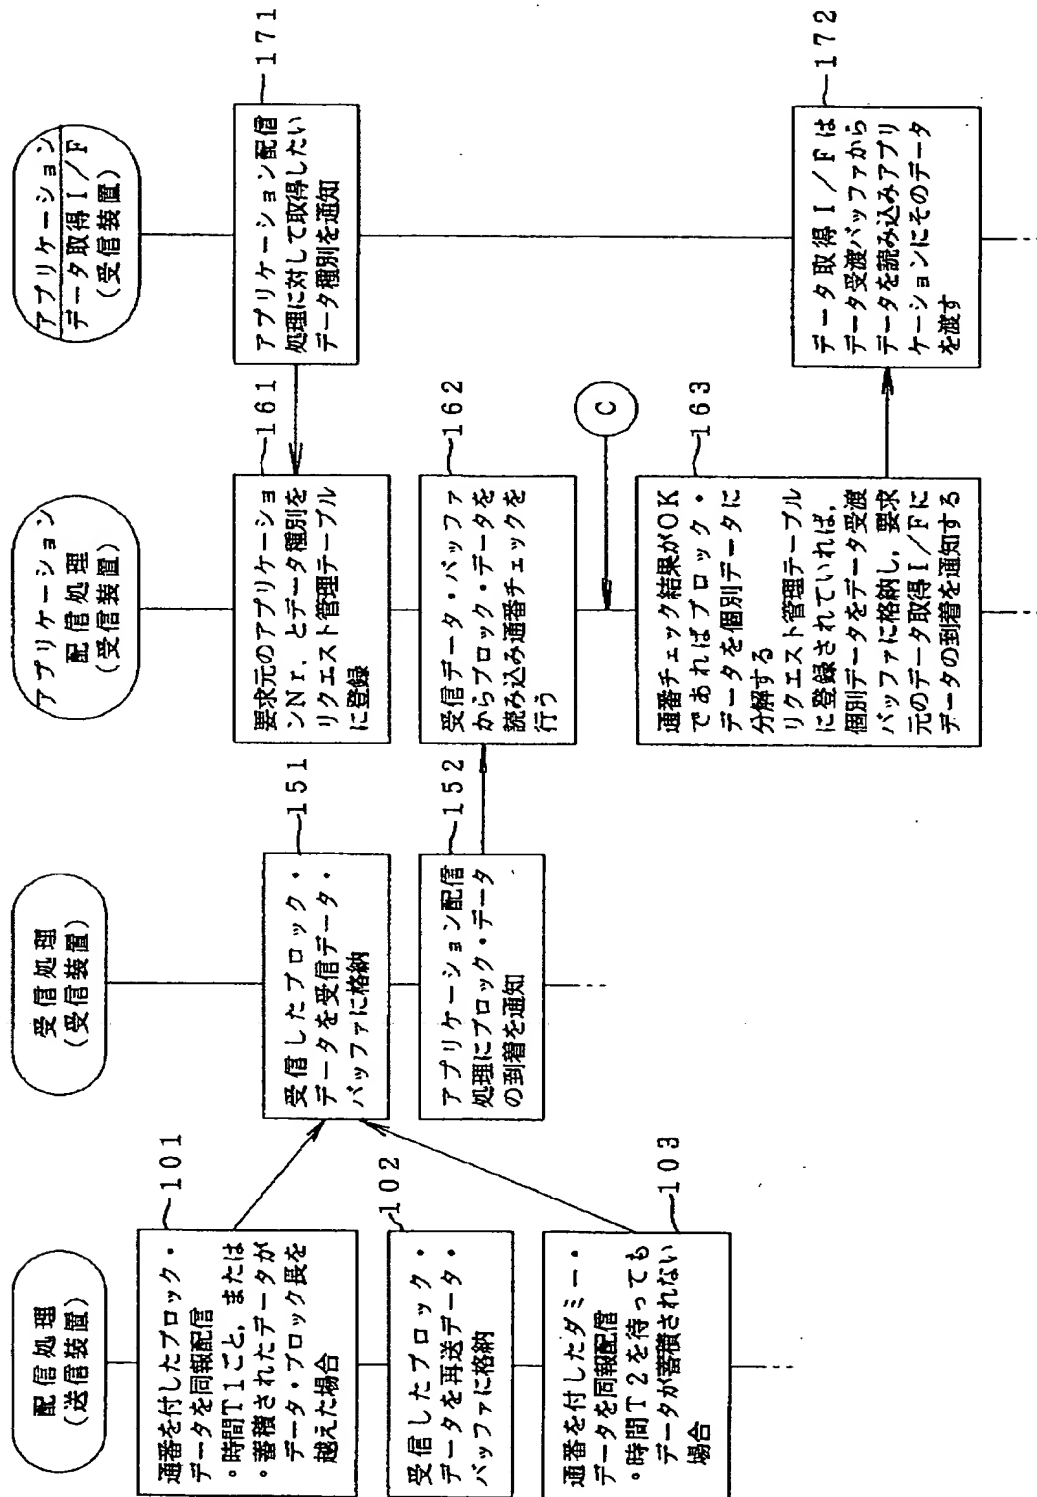 配信処理
(送信装置)
通番を付したブロック・
データを同報配信
・時間T1ごと，または
・蓄積されたデータが
データ・ブロック長を
越えた場合
101
受信したブロック・
データを再送データ・
バッファに格納
102
通番を付したダミー・
データを同報配信
・時間T2を待っても
データが蓄積されない
場合
103
受信処理
(受信装置)
受信したブロック・
データを受信データ・
バッファに格納
151
アプリケーション配信
処理にブロック・データ
の到着を通知
152
アプリケーション
配信処理
(受信装置)
要求元のアプリケーショ
ンNr．とデータ種別を
リクエスト管理テーブル
に登録
161
受信データ・バッファ
からブロック・データを
読み込み通番チェックを
行う
162
C
通番チェック結果がOK
であればブロック・
データを個別データに
分解する
リクエスト管理テーブル
に登録されていれば，
個別データをデータ受渡
バッファに格納し，要求
元のデータ取得I/Fに
データの到着を通知する
163
アプリケーション
データ取得I/F
(受信装置)
アプリケーション配信
処理に対して取得したい
データ種別を通知
171
データ取得I/Fは
データ受渡バッファから
データを読み込みアプリ
ケーションにそのデータ
を渡す
172